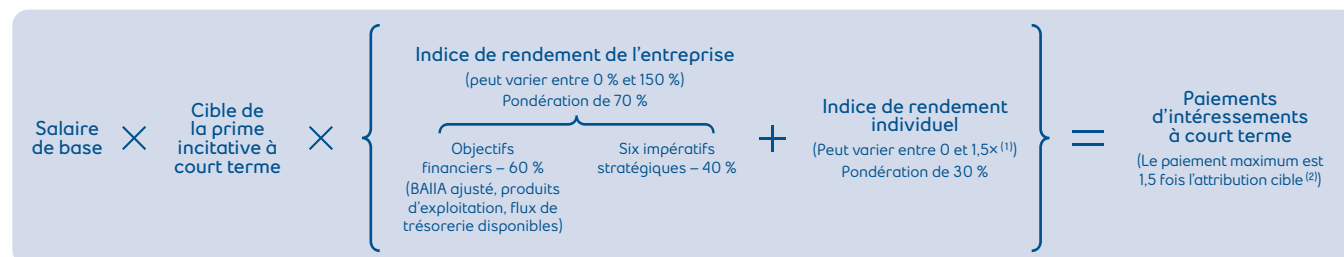 Salaire
de base
×
Cible de
la prime
incitative à
court terme
×
Indice de rendement de l’entreprise
(peut varier entre 0 % et 150 %)
Pondération de 70 %
Objectifs
financiers – 60 %
(BAIIA ajusté, produits
d’exploitation, flux de
trésorerie disponibles)
Six impératifs
stratégiques – 40 %
+
Indice de rendement
individuel
(Peut varier entre 0 et 1,5× (1))
Pondération de 30 %
=
Paiements
d’intéressements
à court terme
(Le paiement maximum est
1,5 fois l’attribution cible (2))